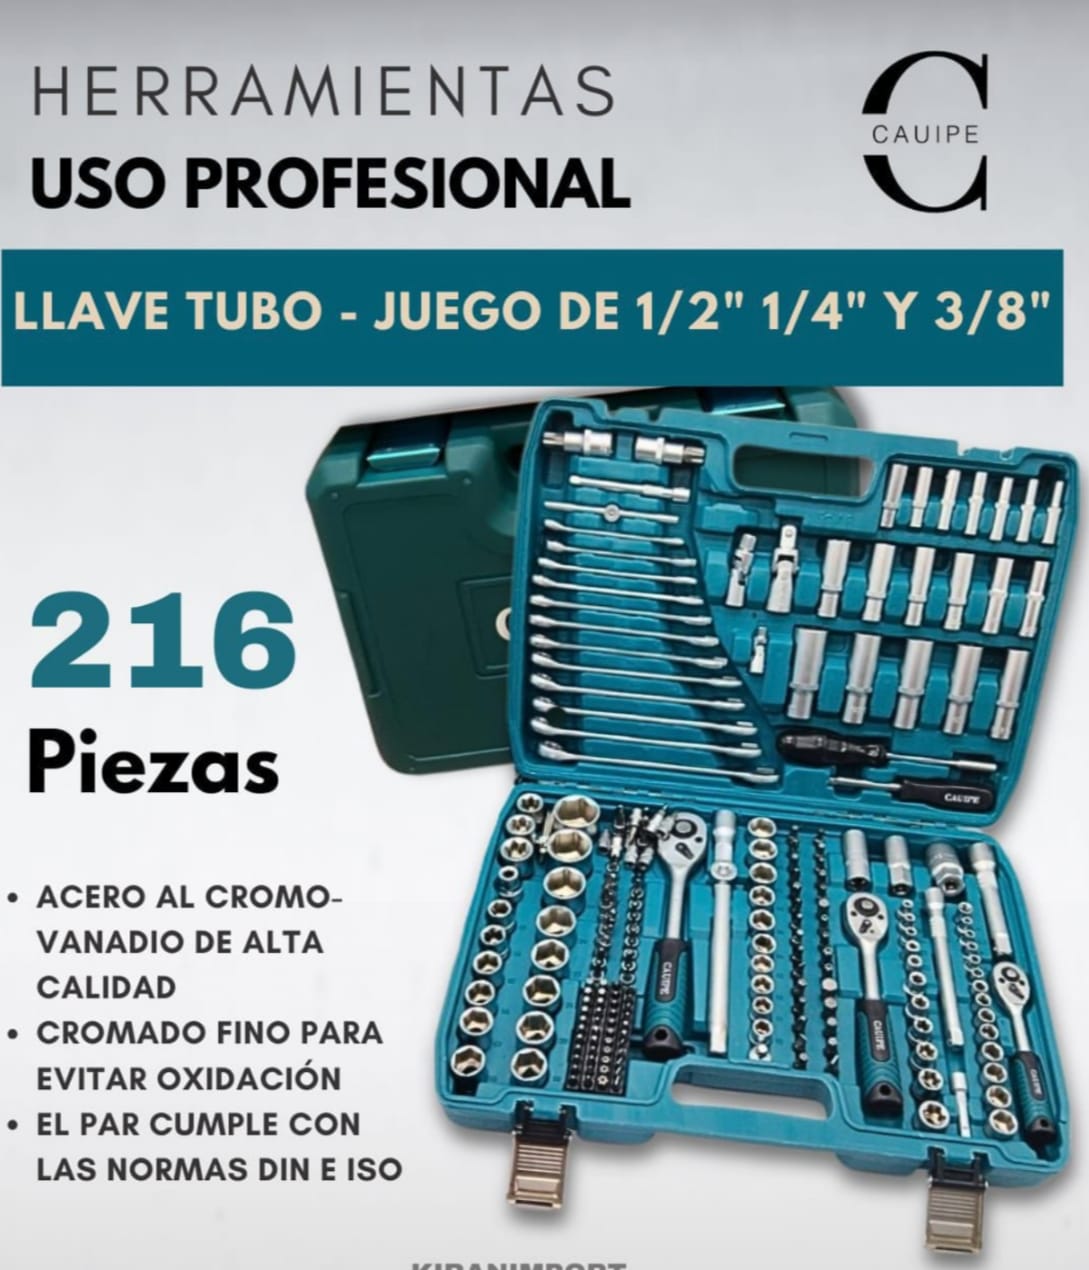 HERRAMIENTAS
USO PROFESIONAL
CAUIPE
LLAVE TUBO - JUEGO DE 1/2" 1/4" Y 3/8"
216
Piezas
• ACERO AL CROMO-
VANADIO DE ALTA
CALIDAD
• CROMADO FINO PARA
EVITAR OXIDACIÓN
• EL PAR CUMPLE CON
LAS NORMAS DIN E ISO
CAUIPE
CAUIPE
CAUIPE
CAUIPE